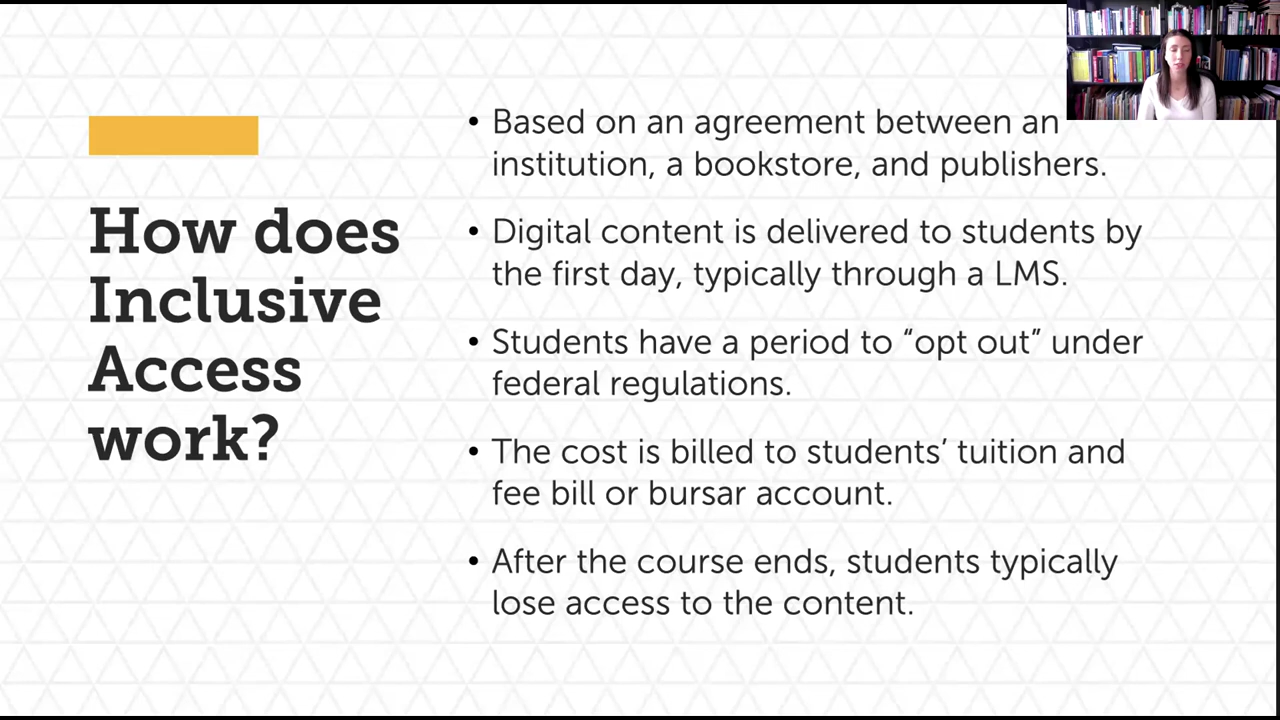 How does
Inclusive
Access
work?
• Based on an agreement between an
institution, a bookstore, and publishers.
• Digital content is delivered to students by
the first day, typically through a LMS.
• Students have a period to “opt out” under
federal regulations.
• The cost is billed to students’ tuition and
fee bill or bursar account.
• After the course ends, students typically
lose access to the content.